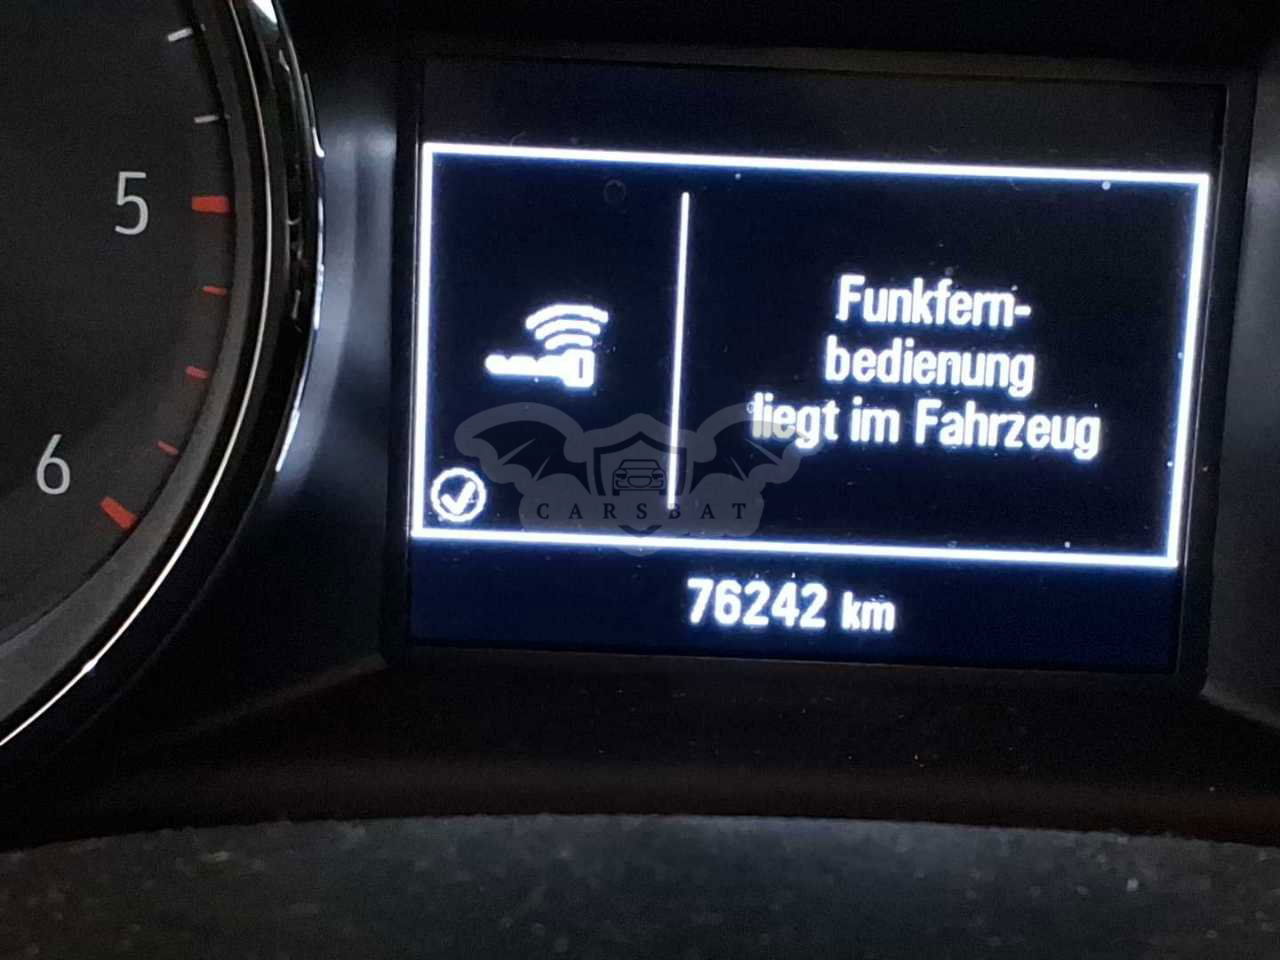 5
6
Funkfern-
bedienung
liegt im Fahrzeug
CARSBAT
76242 km